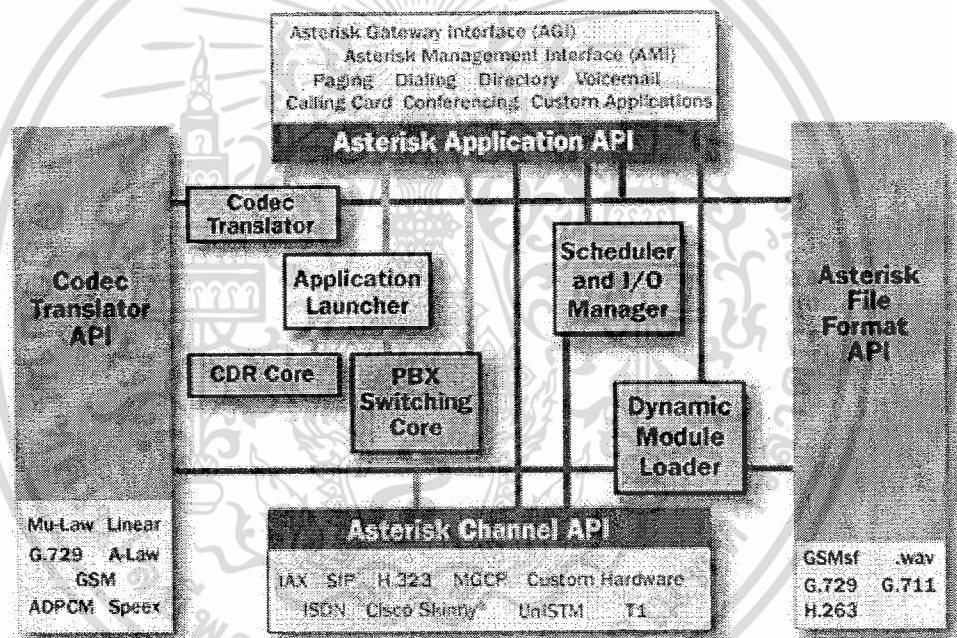 Asterisk Gateway Interface (AGI)
Asterisk Management Interface (AMI)
Paging Dialing Directory Voicemail
Calling Card Conferencing Custom Applications
Asterisk Application API
Codec
Translator
API
Mu-Law Linear
G.729 A-Law
GSM
ADPCM Speex
Codec
Translator
Application
Launcher
CDR Core
PBX
Switching
Core
Scheduler
and I/O
Manager
Dynamic
Module
Loader
Asterisk
File
Format
API
GSMsf .wav
G.729 G.711
H.263
Asterisk Channel API
IAX SIP H.323 MGCP Custom Hardware
ISDN Cisco Skinny® UniSTM T1